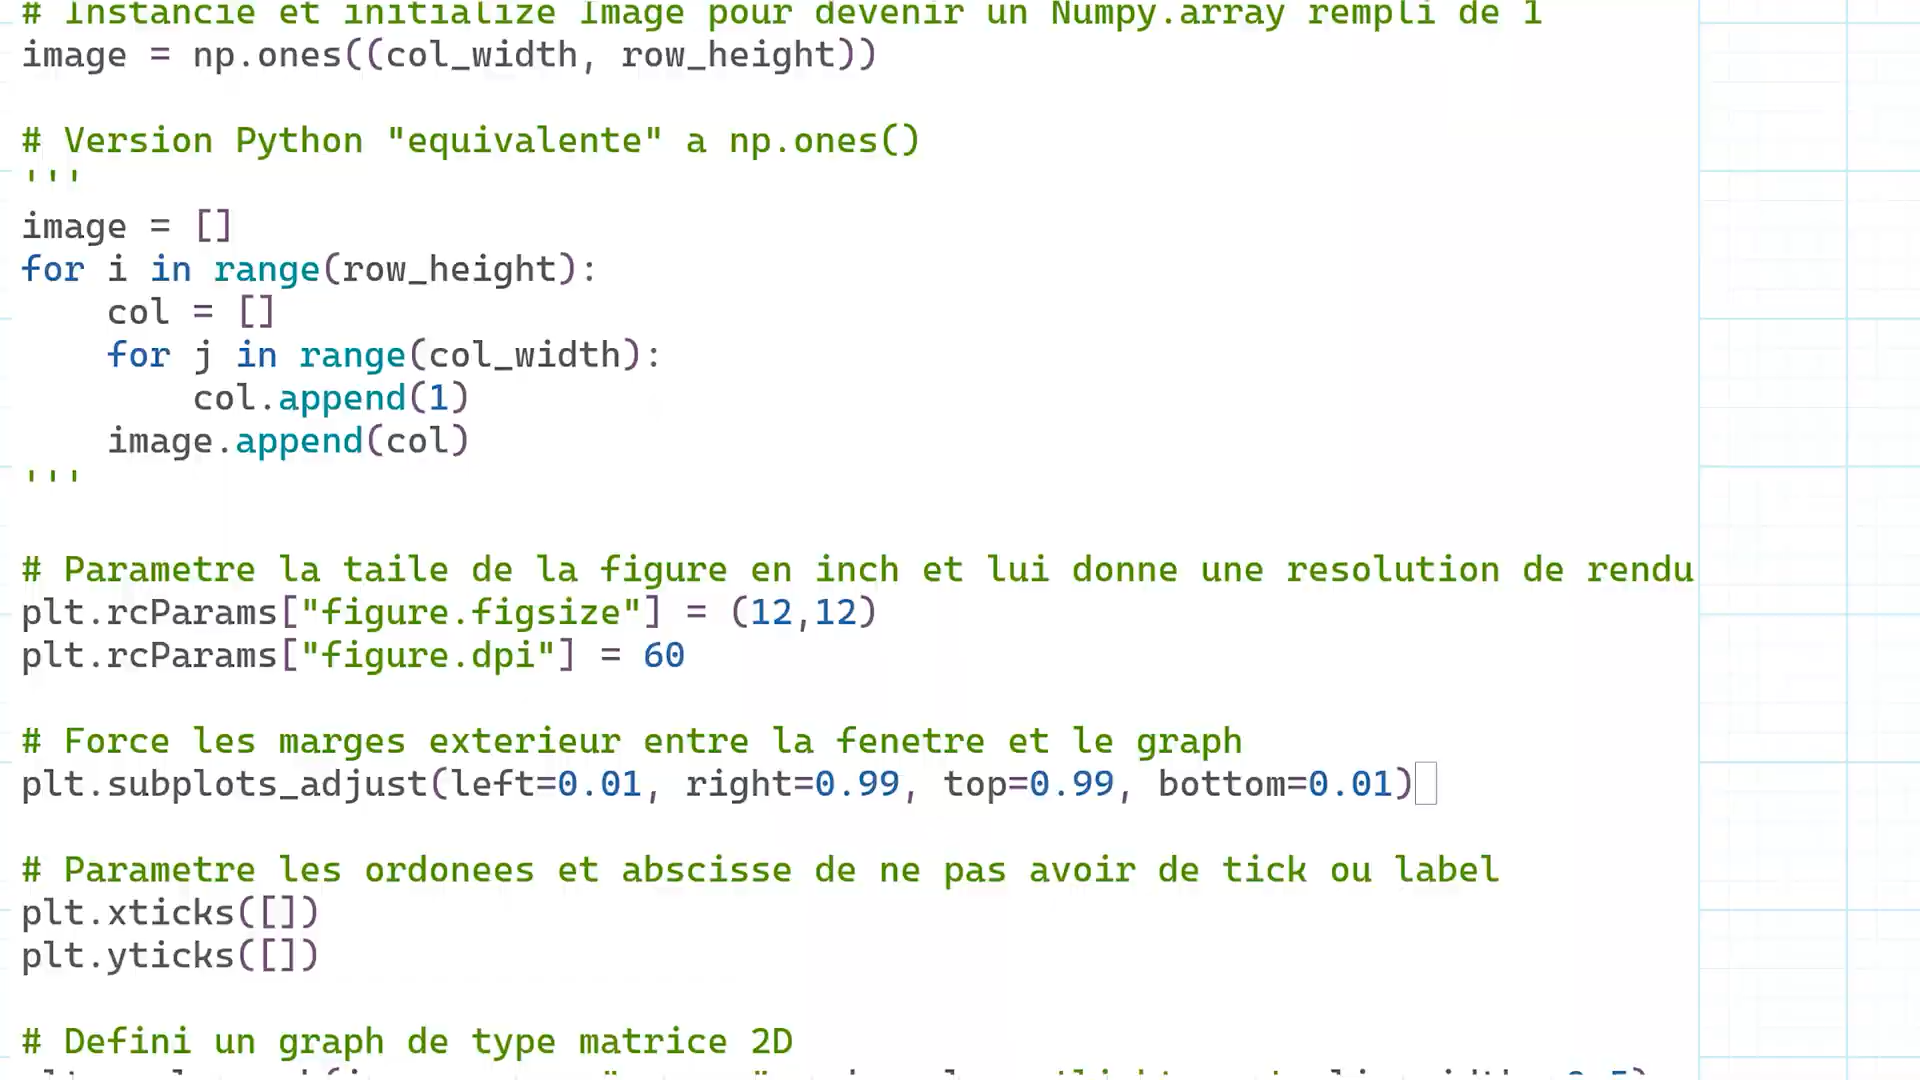 # Instancie et initialize Image pour devenir un Numpy.array rempli de 1
image = np.ones((col_width, row_height))
# Version Python "equivalente" a np.ones()
'''
image = []
for i in range(row_height):
    col = []
    for j in range(col_width):
        col.append(1)
    image.append(col)
'''
# Parametre la taile de la figure en inch et lui donne une resolution de rendu
plt.rcParams["figure.figsize"] = (12,12)
plt.rcParams["figure.dpi"] = 60
# Force les marges exterieur entre la fenetre et le graph
plt.subplots_adjust(left=0.01, right=0.99, top=0.99, bottom=0.01)
# Parametre les ordonees et abscisse de ne pas avoir de tick ou label
plt.xticks([])
plt.yticks([])
# Defini un graph de type matrice 2D